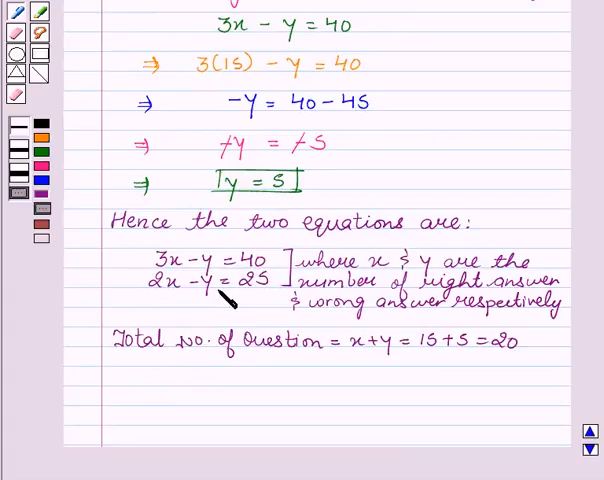 3x - y = 40
⇒ 3(15) - y = 40
⇒ -y = 40 - 45
⇒ -y = -5
⇒ y = 5
Hence the two equations are:
3x - y = 40 ] where x & y are the
2x - y = 25 ] number of right answer
& wrong answer respectively
Total No. of Question = x+y = 15 + 5 = 20